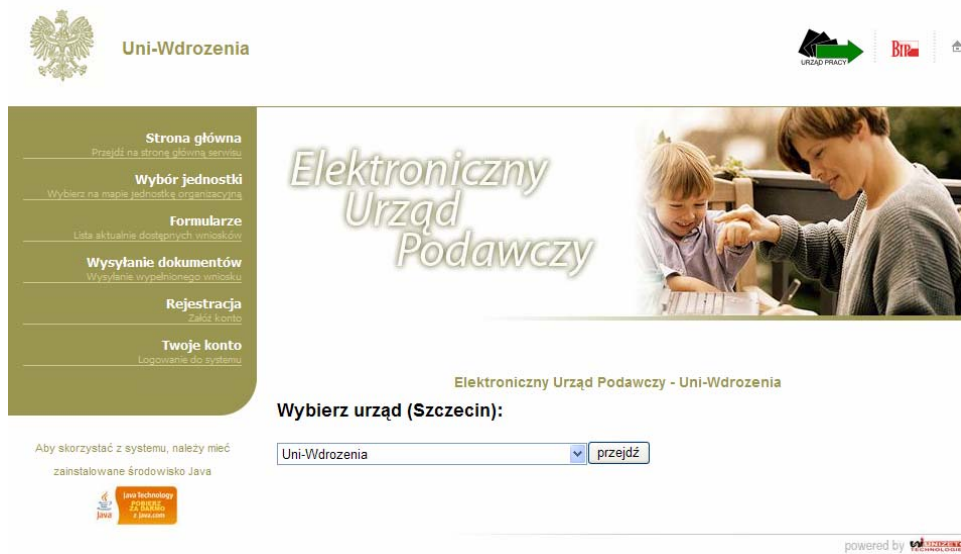 Uni-Wdrozenia
URZĄD PRACY
BIP
Strona główna
Przejdź na stronę główną serwisu
Wybór jednostki
Wybierz na mapie jednostkę organizacyjną
Formularze
Lista aktualnie dostępnych wniosków
Wysyłanie dokumentów
Wysyłanie wypełnionego wniosku
Rejestracja
Załóż konto
Twoje konto
Logowanie do systemu
Elektroniczny
Urząd
Podawczy
Elektroniczny Urząd Podawczy - Uni-Wdrozenia
Wybierz urząd (Szczecin):
Uni-Wdrozenia przejdź
Aby skorzystać z systemu, należy mieć
zainstalowane środowisko Java
Java Technology
POBIERZ
ZA DARMO
z java.com
Java
powered by UNIZETO
TECHNOLOGIE